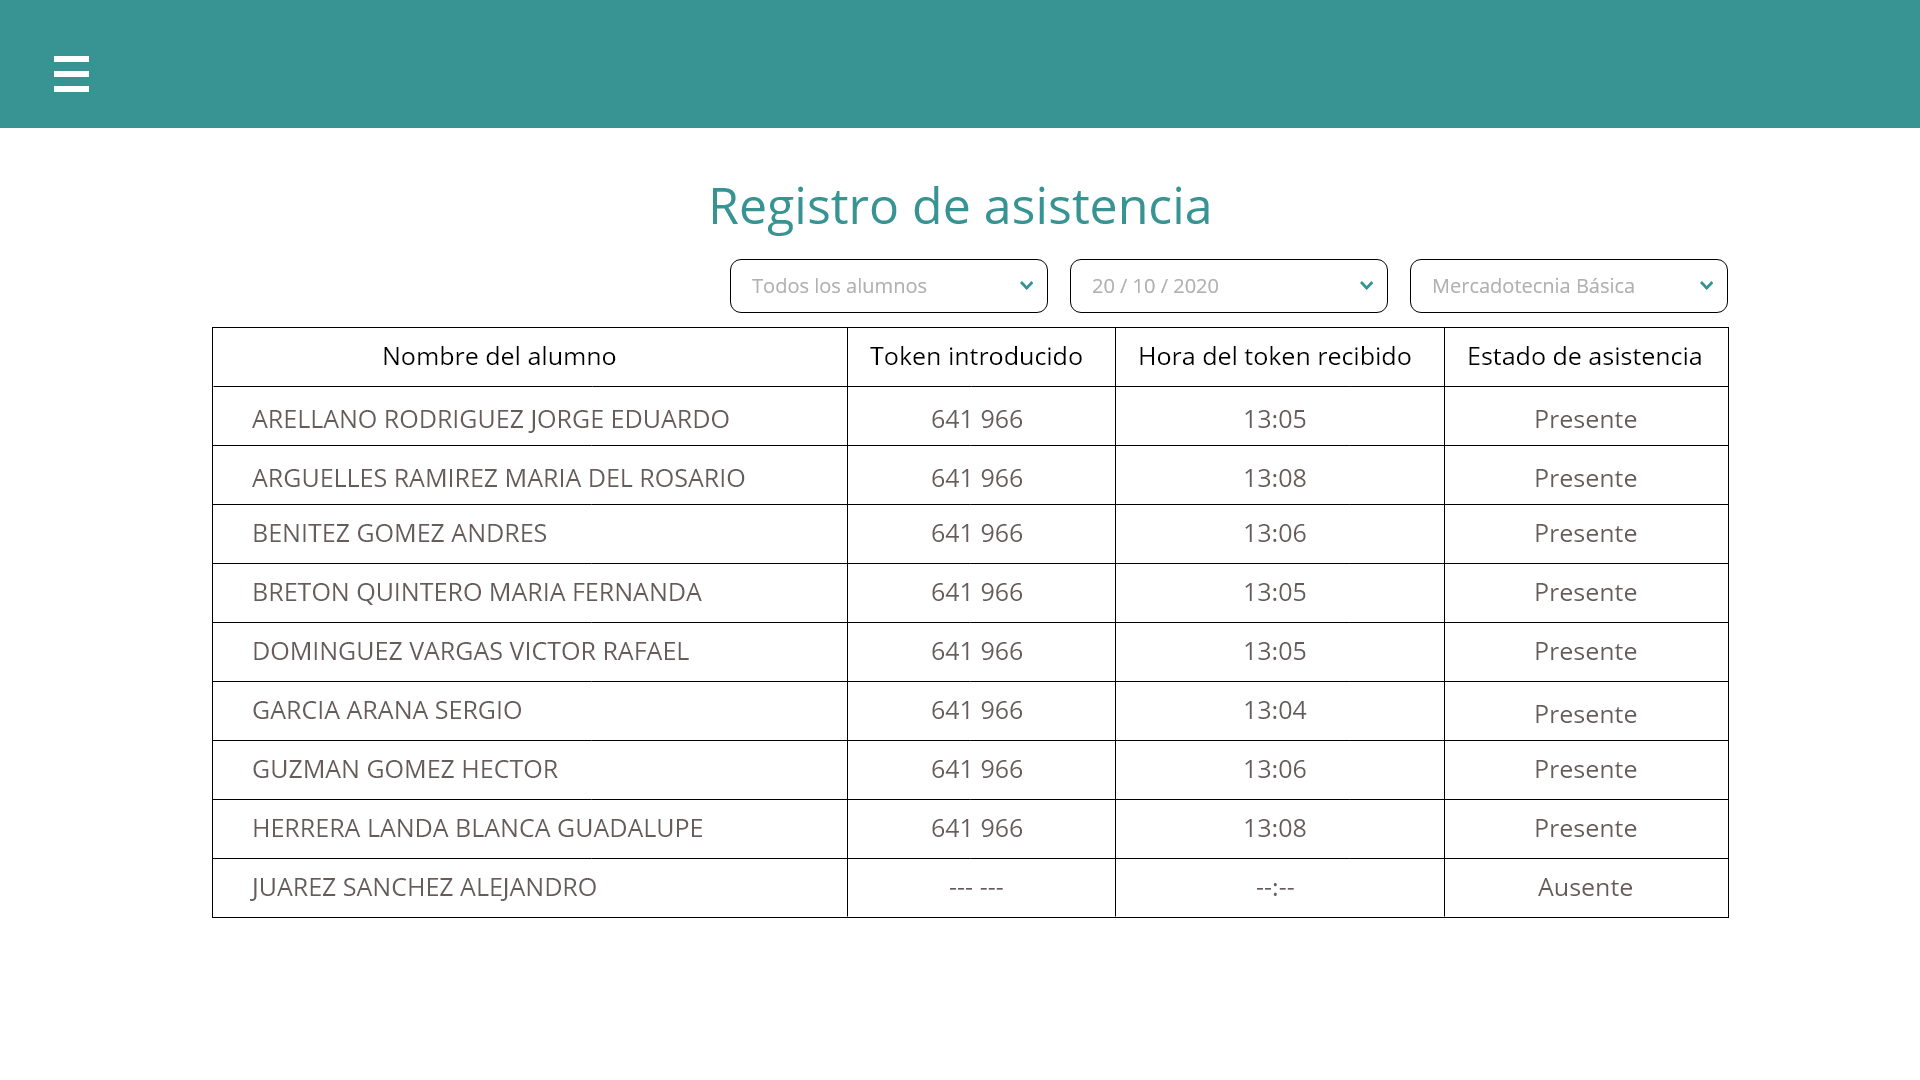 Registro de asistencia
Todos los alumnos 20 / 10 / 2020 Mercadotecnia Básica
Nombre del alumno Token introducido Hora del token recibido Estado de asistencia
ARELLANO RODRIGUEZ JORGE EDUARDO 641 966 13:05 Presente
ARGUELLES RAMIREZ MARIA DEL ROSARIO 641 966 13:08 Presente
BENITEZ GOMEZ ANDRES 641 966 13:06 Presente
BRETON QUINTERO MARIA FERNANDA 641 966 13:05 Presente
DOMINGUEZ VARGAS VICTOR RAFAEL 641 966 13:05 Presente
GARCIA ARANA SERGIO 641 966 13:04 Presente
GUZMAN GOMEZ HECTOR 641 966 13:06 Presente
HERRERA LANDA BLANCA GUADALUPE 641 966 13:08 Presente
JUAREZ SANCHEZ ALEJANDRO --- --- --:-- Ausente